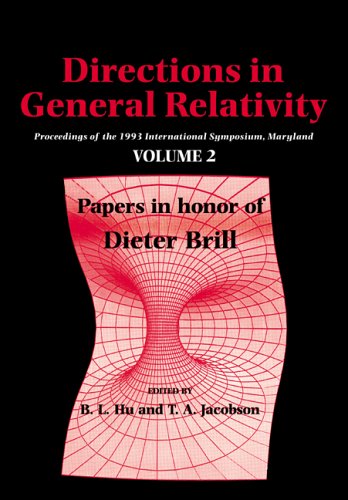 Directions in
General Relativity
Proceedings of the 1993 International Symposium, Maryland
VOLUME 2
Papers in honor of
Dieter Brill
EDITED BY
B. L. Hu and T. A. Jacobson